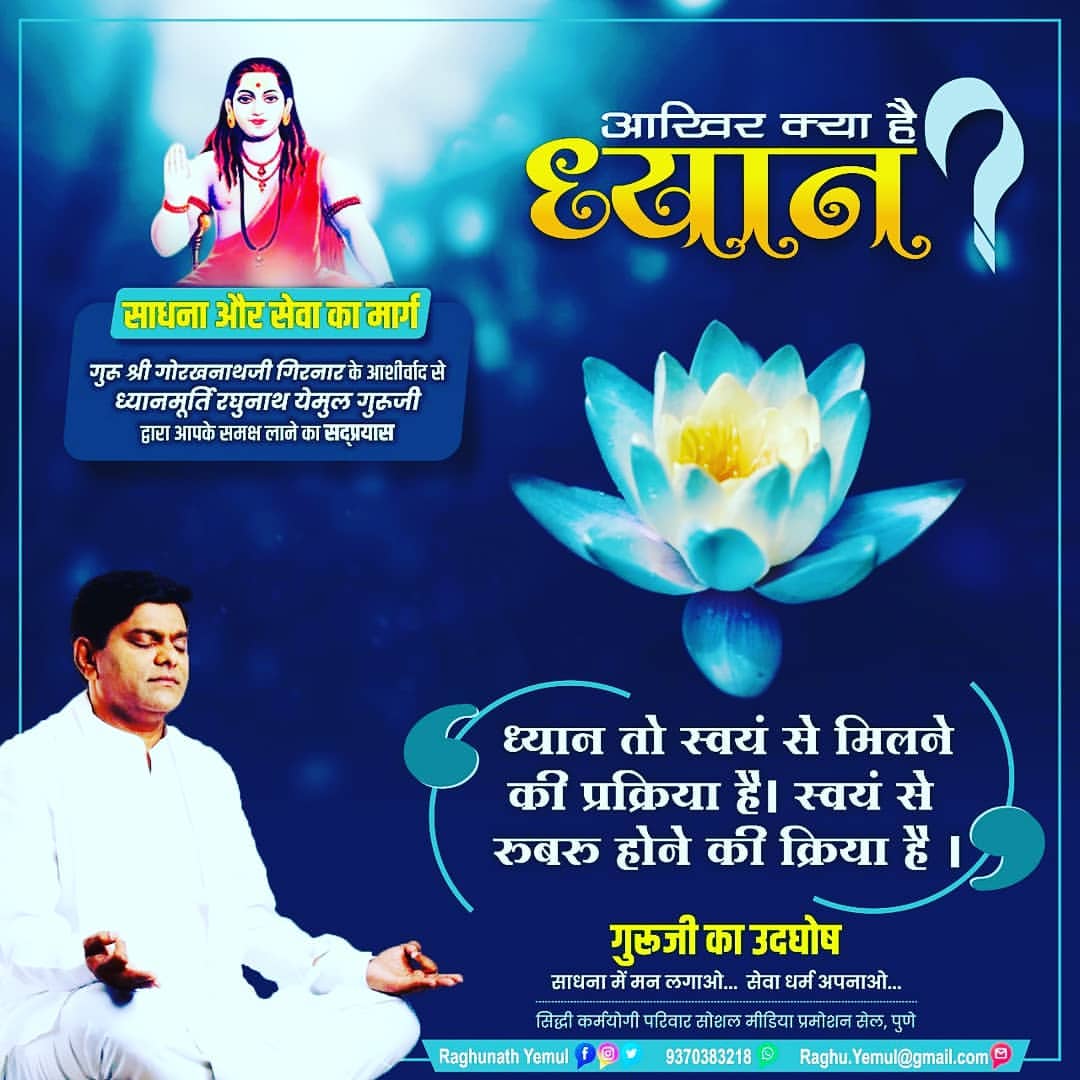 आखिर क्या है
ध्यान ?
साधना और सेवा का मार्ग
गुरू श्री गोरखनाथजी गिरनार के आशीर्वाद से
ध्यानमूर्ति रघुनाथ येमुल गुरूजी
द्वारा आपके समक्ष लाने का सद्प्रयास
ध्यान तो स्वयं से मिलने
की प्रक्रिया है। स्वयं से
रुबरु होने की क्रिया है ।
गुरूजी का उदघोष
साधना में मन लगाओ... सेवा धर्म अपनाओ...
सिद्धी कर्मयोगी परिवार सोशल मीडिया प्रमोशन सेल, पुणे
Raghunath Yemul 9370383218 Raghu.Yemul@gmail.com